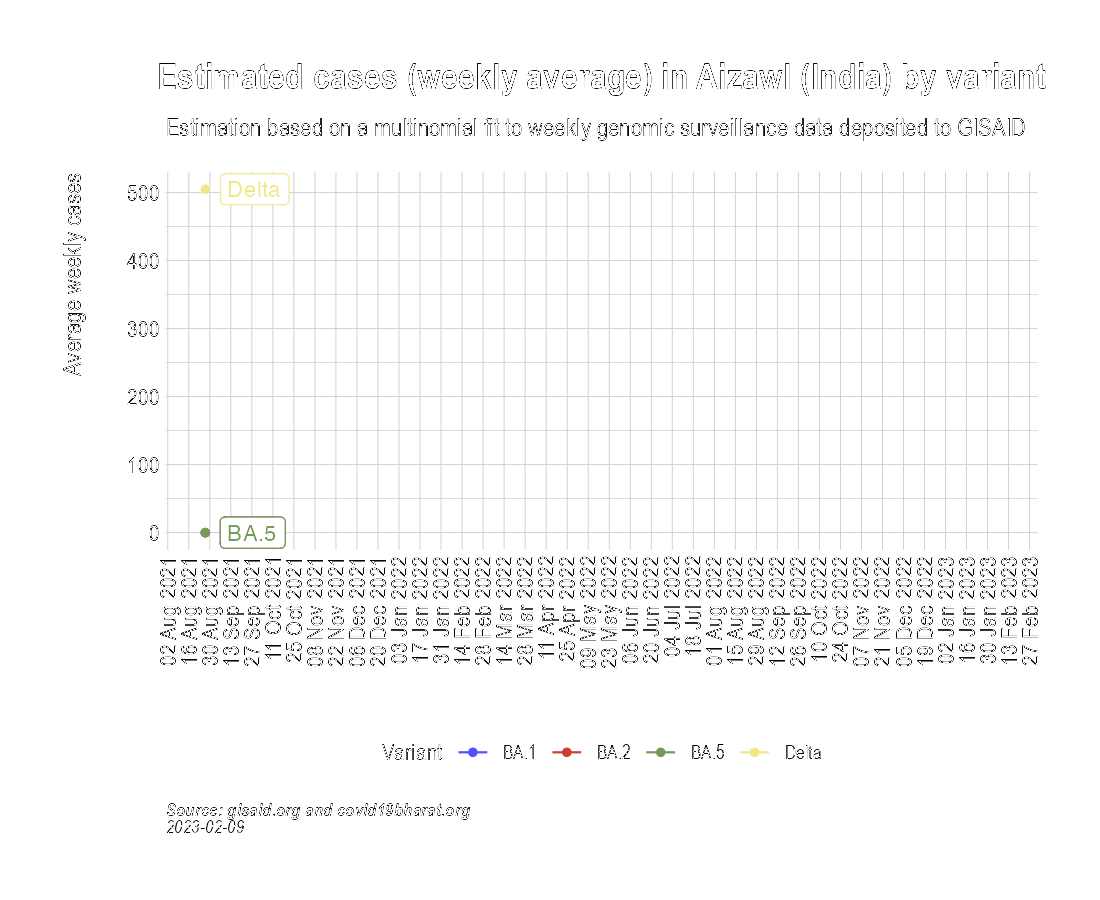 Estimated cases (weekly average) in Aizawl (India) by variant
Estimation based on a multinomial fit to weekly genomic surveillance data deposited to GISAID
Average weekly cases
500
400
300
200
100
0
Delta
BA.5
02 Aug 2021
16 Aug 2021
30 Aug 2021
13 Sep 2021
27 Sep 2021
11 Oct 2021
25 Oct 2021
08 Nov 2021
22 Nov 2021
06 Dec 2021
20 Dec 2021
03 Jan 2022
17 Jan 2022
31 Jan 2022
14 Feb 2022
28 Feb 2022
14 Mar 2022
28 Mar 2022
11 Apr 2022
25 Apr 2022
09 May 2022
23 May 2022
06 Jun 2022
20 Jun 2022
04 Jul 2022
18 Jul 2022
01 Aug 2022
15 Aug 2022
29 Aug 2022
12 Sep 2022
26 Sep 2022
10 Oct 2022
24 Oct 2022
07 Nov 2022
21 Nov 2022
05 Dec 2022
19 Dec 2022
02 Jan 2023
16 Jan 2023
30 Jan 2023
13 Feb 2023
27 Feb 2023
Variant BA.1 BA.2 BA.5 Delta
Source: gisaid.org and covid19bharat.org
2023-02-09